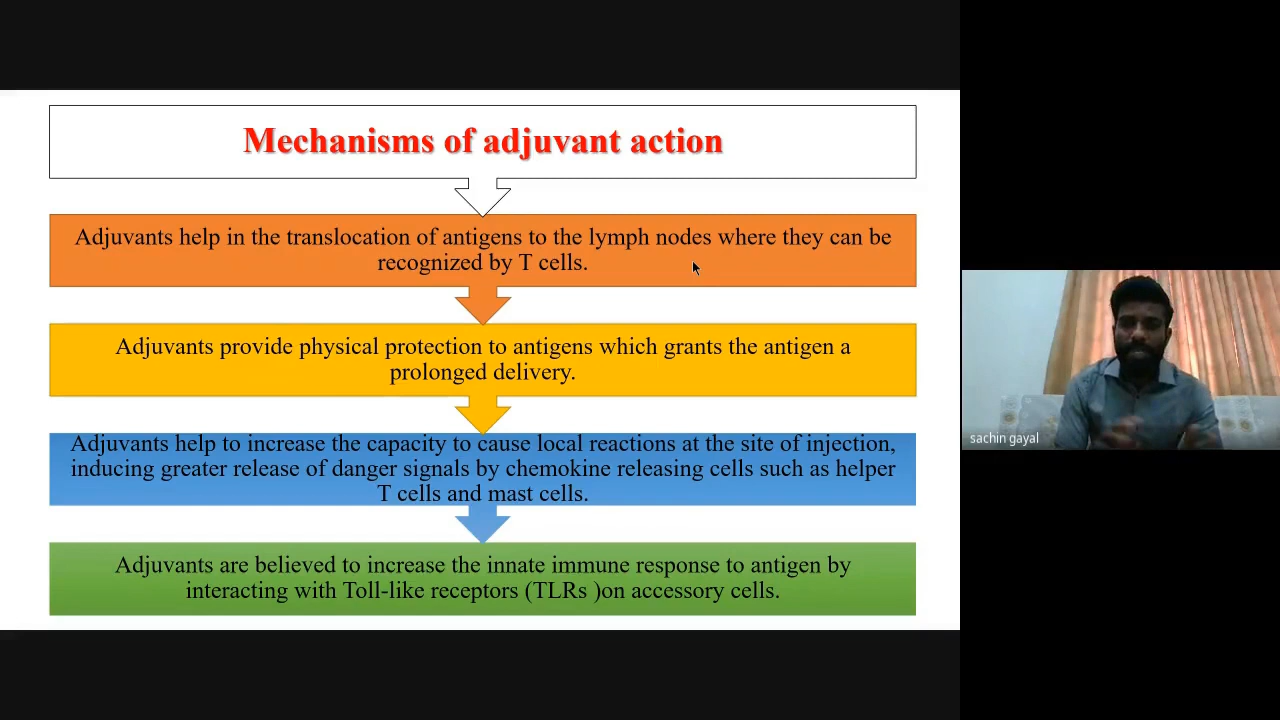 Mechanisms of adjuvant action
Adjuvants help in the translocation of antigens to the lymph nodes where they can be
recognized by T cells.
Adjuvants provide physical protection to antigens which grants the antigen a
prolonged delivery.
Adjuvants help to increase the capacity to cause local reactions at the site of injection,
inducing greater release of danger signals by chemokine releasing cells such as helper
T cells and mast cells.
Adjuvants are believed to increase the innate immune response to antigen by
interacting with Toll-like receptors (TLRs )on accessory cells.
sachin gayal